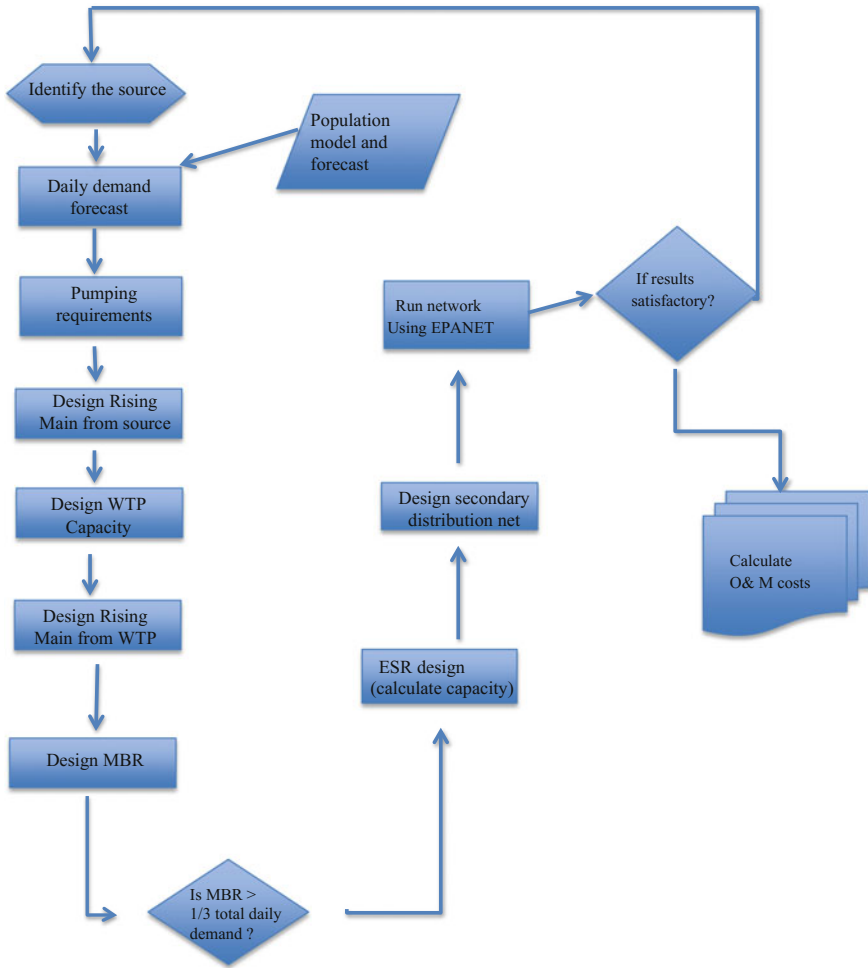 Identify the source
Population
model and
forecast
Daily demand
forecast
Pumping
requirements
Design Rising
Main from source
Design WTP
Capacity
Design Rising
Main from WTP
Design MBR
Is MBR >
1/3 total daily
demand ?
ESR design
(calculate capacity)
Design secondary
distribution net
Run network
Using EPANET
If results
satisfactory?
Calculate
O& M costs